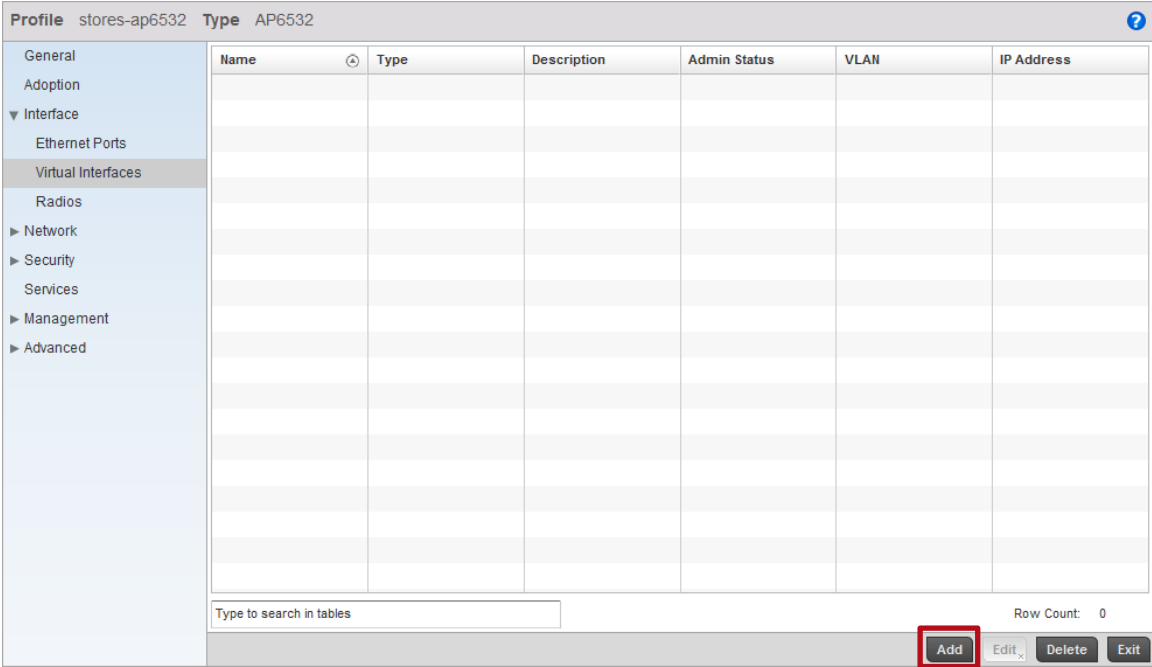 Profile stores-ap6532 Type AP6532
?
General
Adoption
Interface
Ethernet Ports
Virtual Interfaces
Radios
Network
Security
Services
Management
Advanced
Name Type Description Admin Status VLAN IP Address
Type to search in tables
Row Count: 0
Add Edit Delete Exit